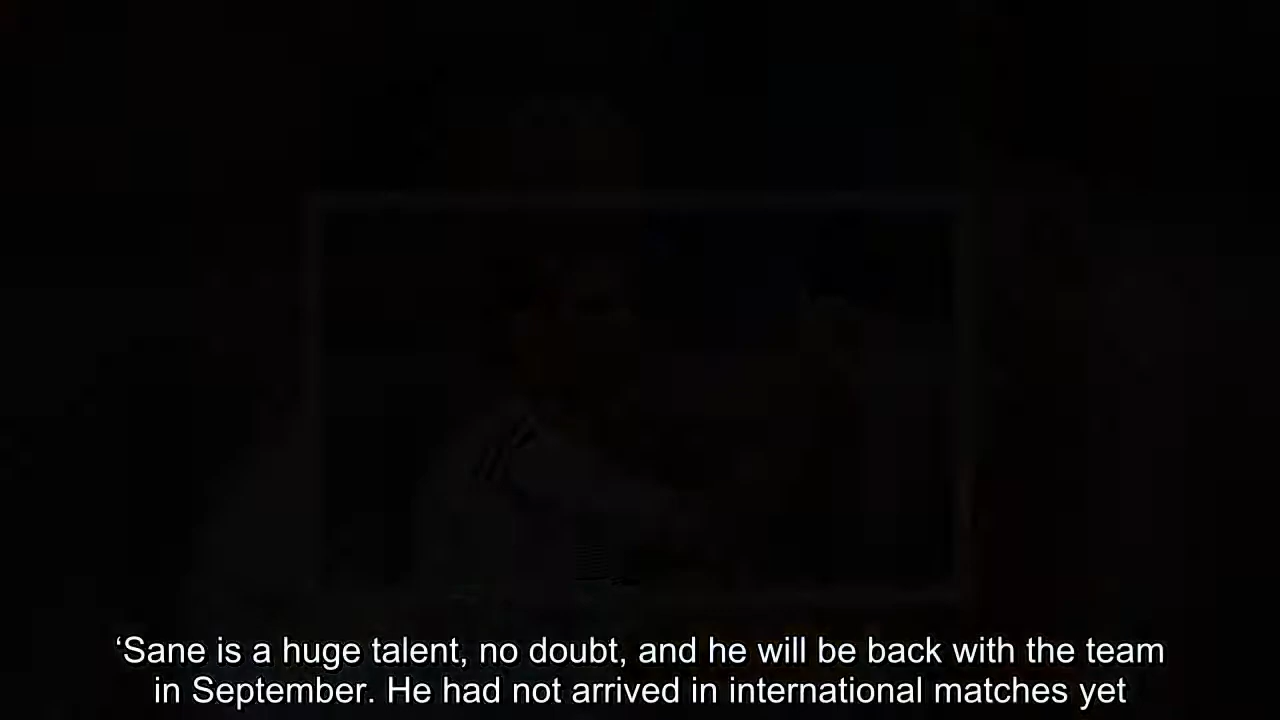 ‘Sane is a huge talent, no doubt, and he will be back with the team
in September. He had not arrived in international matches yet